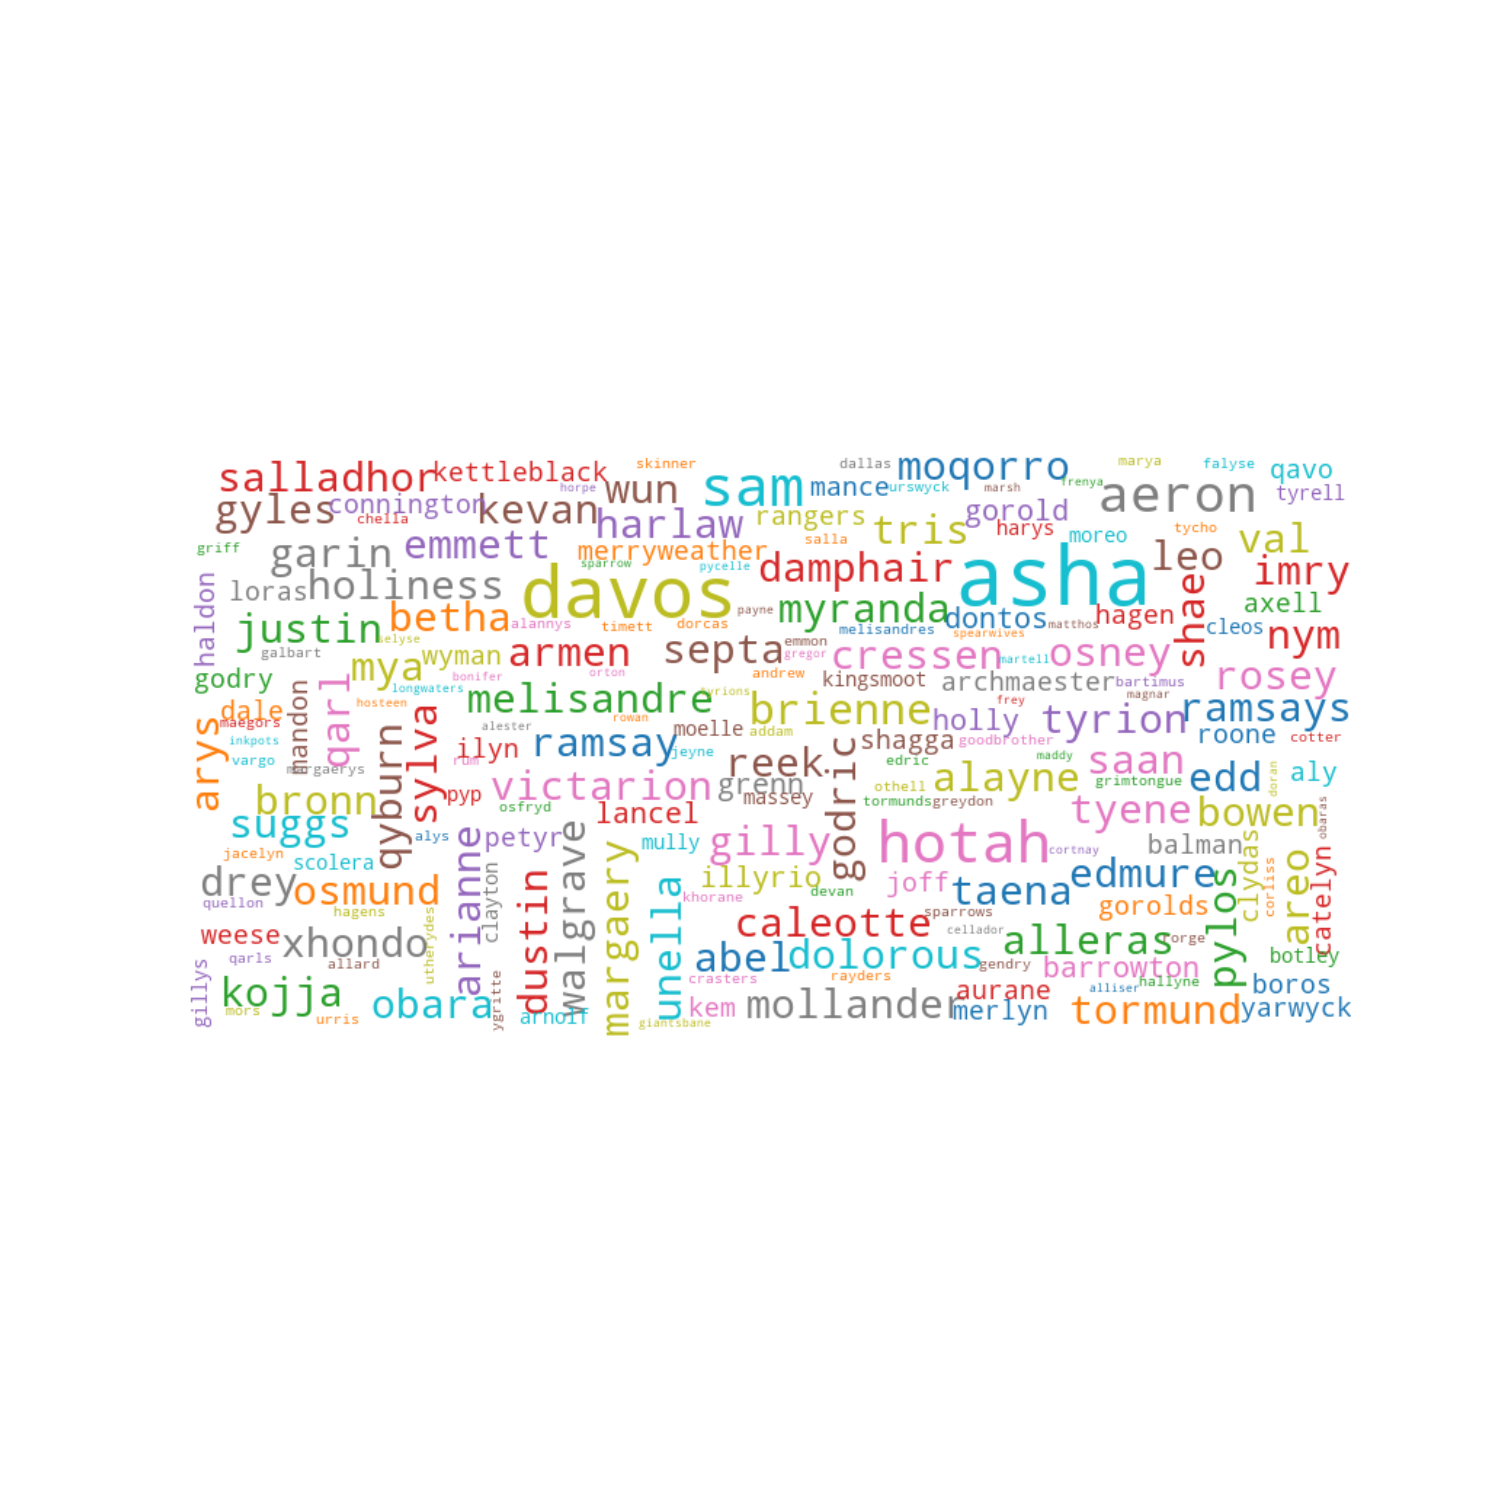 salladhor kettleblack skinner dallas moqorro marya falyse qavo
gyles connington horpe wun sam mance urswyck marsh frenya aeron tyrell
chella kevan harlaw rangers tris gorold harys moreo tycho val
griff garin emmett merryweather salla sparrow pycelle damphair asha leo imry
haldon loras holiness davos payne myranda dontos matthos hagen shae axell
justin betha alannys timett dorcas melisandres spearwives cleos nym
selyse galbart wyman armen septa emmon gregor cressen martell osney
godry mya bonifer orton andrew kingsmoot archmaester bartimus rosey
longwaters hosteen melisandre tyrions brienne magnar frey
arys dale maegors mandon qarl alester rowan moelle addam holly tyrion ramsays
inkpots vargo margaerys qyburn sylva ilyn rum ramsay jeyne shagga goodbrother roone cotter
reek edric maddy saan edd aly
bronn pyp victarion grenn massey godric othell alayne grimtongue doran
osfryd lancel tormunds greydon tyene bowen obaras
suggs alys arianne petyr walgrave mully gilly hotah cortnay balman
jacelyn scolera clayton margaery illyrio devan joff edmure clydas corliss areo catelyn
drey osmund dustin unella khorane taena gorolds pylos
quellon hagens utherydes caleotte sparrows cellador
weese xhondo abel dolorous alleras rorge botley
gillys qarls allard ygritte crasters rayders gendry barrowton hallyne
kojja obara arnolf kem mollander aurane alliser boros
mors urris giantsbane merlyn tormund yarwyck